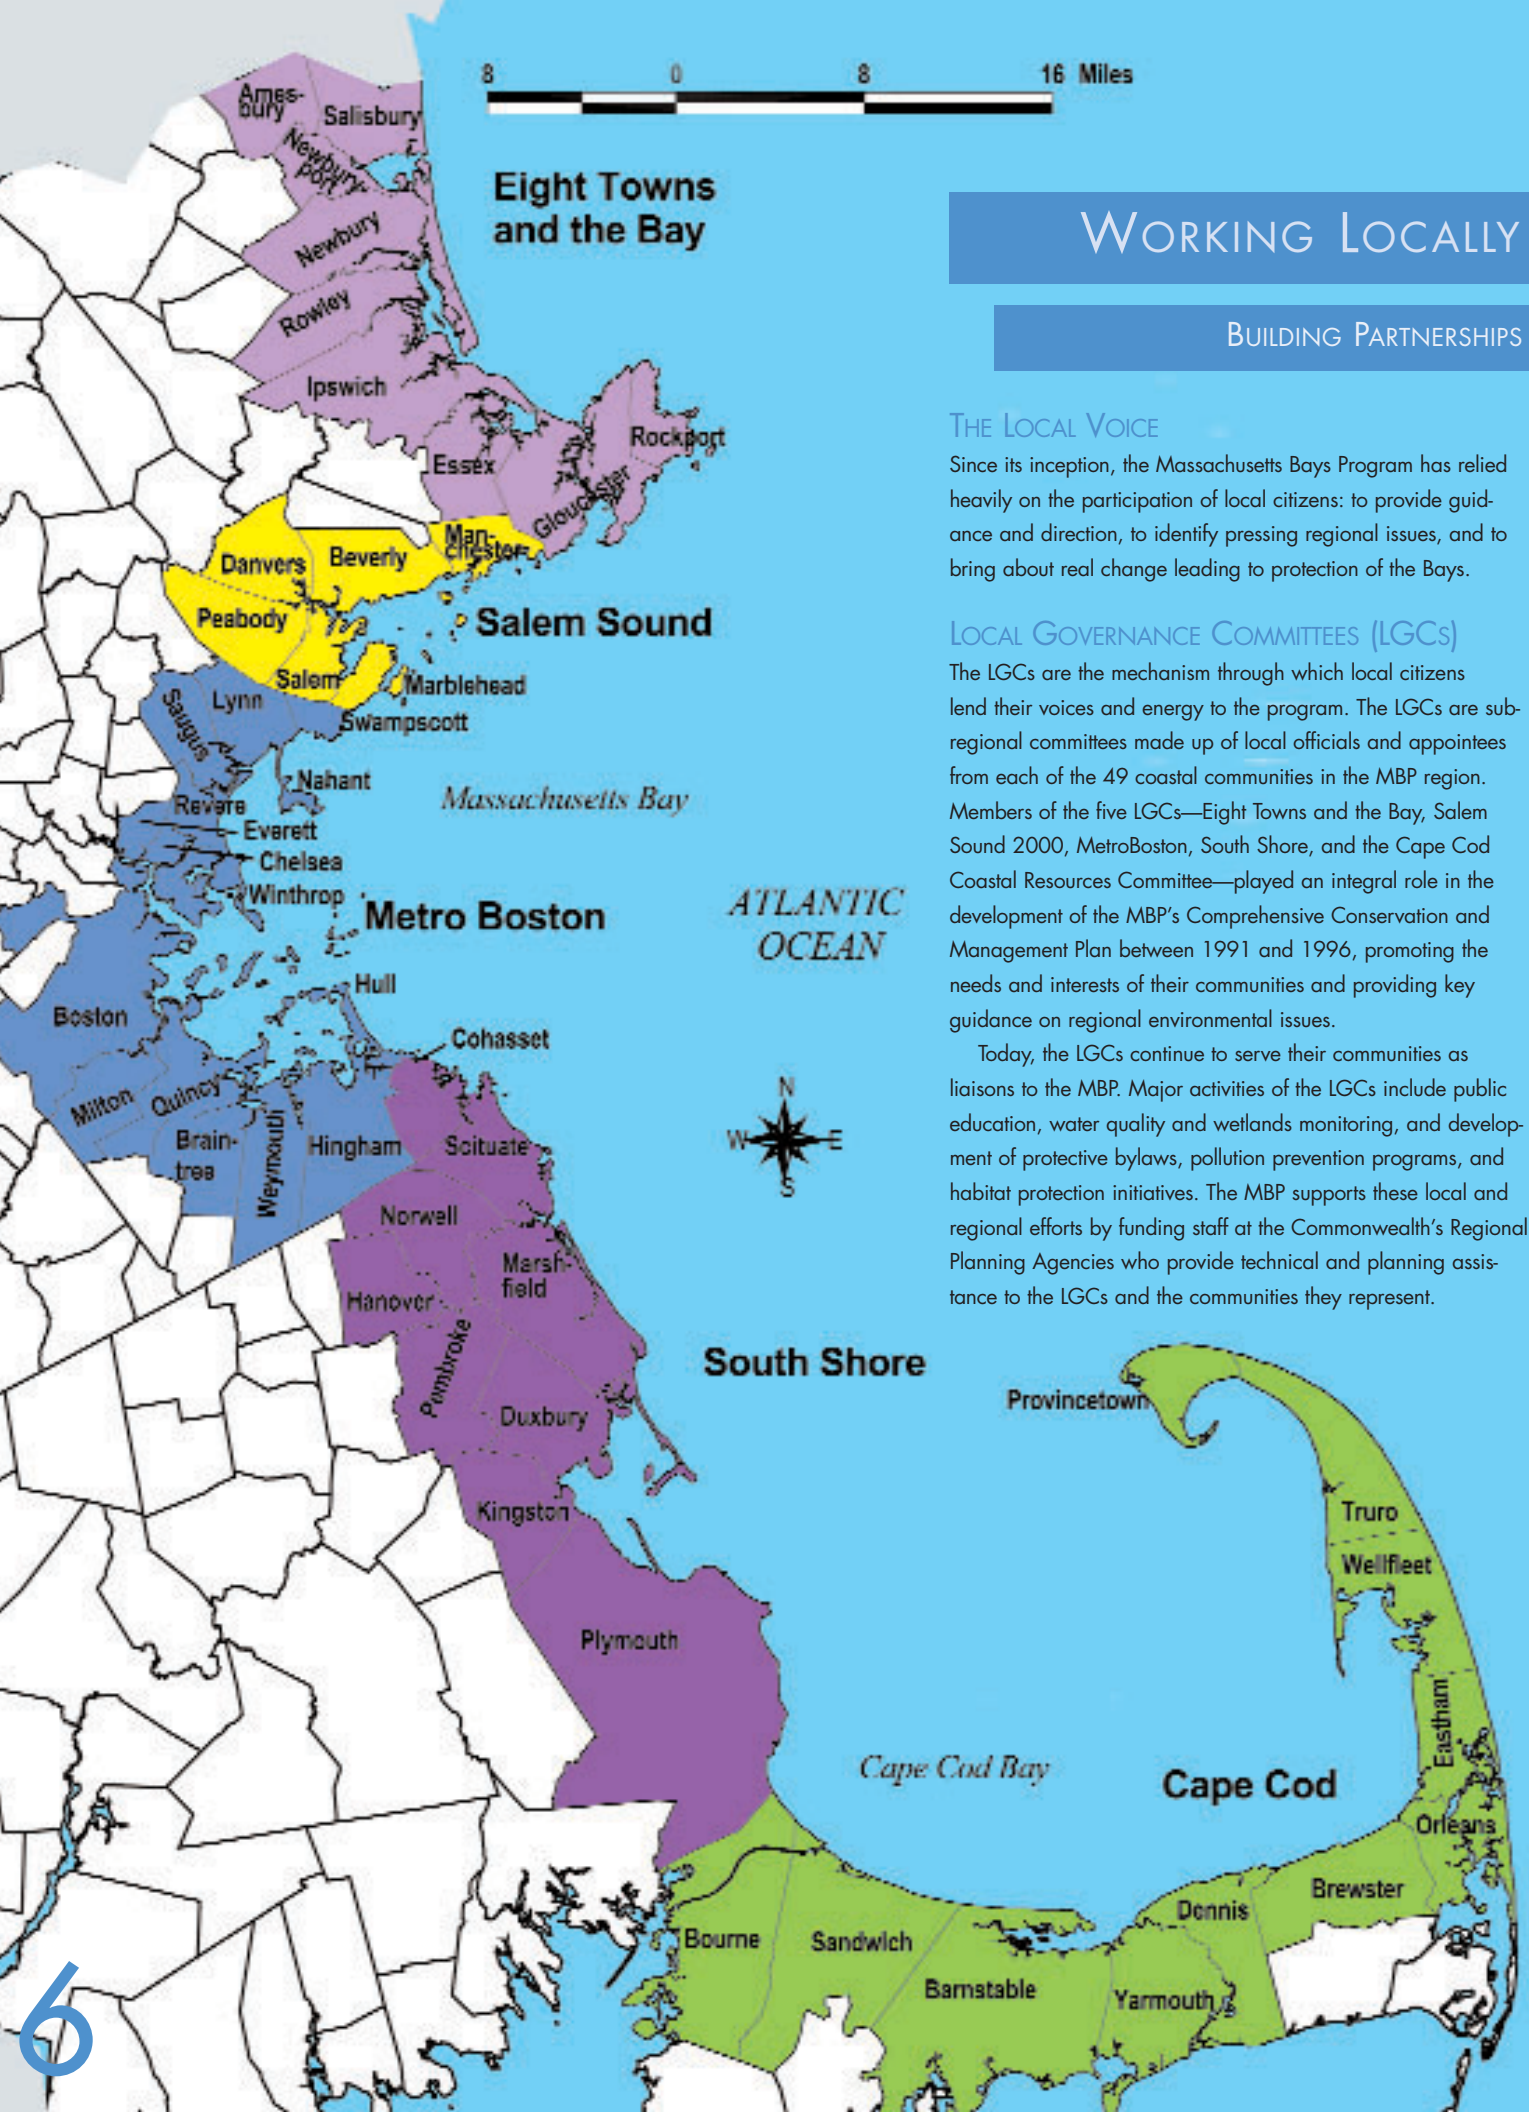 8 0 8 16 Miles
Ames-
bury
Salisbury
Newbury
port
Newbury
Rowley
Ipswich
Essex
Rockport
Gloucester
Eight Towns
and the Bay
Man-
chester
Danvers
Beverly
Peabody
Salem
Marblehead
Salem Sound
Swampscott
Lynn
Saugus
Nahant
Revere
Everett
Chelsea
Winthrop
Massachusetts Bay
Metro Boston
ATLANTIC
OCEAN
Hull
Boston
Cohasset
Milton
Quincy
Brain-
tree
Weymouth
Hingham
Scituate
N
W E
S
Norwell
Marsh-
field
Hanover
Pembroke
Duxbury
South Shore
Kingston
Plymouth
Provincetown
Truro
Wellfleet
Eastham
Cape Cod Bay
Cape Cod
Orleans
Brewster
Dennis
Bourne
Sandwich
Barnstable
Yarmouth
WORKING LOCALLY
BUILDING PARTNERSHIPS
THE LOCAL VOICE
Since its inception, the Massachusetts Bays Program has relied
heavily on the participation of local citizens: to provide guid-
ance and direction, to identify pressing regional issues, and to
bring about real change leading to protection of the Bays.
LOCAL GOVERNANCE COMMITTEES (LGCS)
The LGCs are the mechanism through which local citizens
lend their voices and energy to the program. The LGCs are sub-
regional committees made up of local officials and appointees
from each of the 49 coastal communities in the MBP region.
Members of the five LGCs—Eight Towns and the Bay, Salem
Sound 2000, MetroBoston, South Shore, and the Cape Cod
Coastal Resources Committee—played an integral role in the
development of the MBP's Comprehensive Conservation and
Management Plan between 1991 and 1996, promoting the
needs and interests of their communities and providing key
guidance on regional environmental issues.
Today, the LGCs continue to serve their communities as
liaisons to the MBP. Major activities of the LGCs include public
education, water quality and wetlands monitoring, and develop-
ment of protective bylaws, pollution prevention programs, and
habitat protection initiatives. The MBP supports these local and
regional efforts by funding staff at the Commonwealth's Regional
Planning Agencies who provide technical and planning assis-
tance to the LGCs and the communities they represent.
6